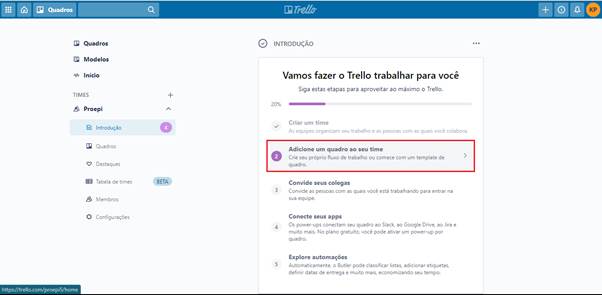 Quadros
Trello
KP
Quadros
Modelos
Início
TIMES
Proepi
Introdução
4
Quadros
Destaques
Tabela de times BETA
Membros
Configurações
INTRODUÇÃO
Vamos fazer o Trello trabalhar para você
Siga estas etapas para aproveitar ao máximo o Trello.
20%
Criar um time
As equipes organizam seu trabalho e as pessoas com as quais você colabora.
2
Adicione um quadro ao seu time
Crie seu próprio fluxo de trabalho ou comece com um template de
quadro.
3
Convide seus colegas
Convide as pessoas com as quais você está trabalhando para entrar na
sua equipe.
4
Conecte seus apps
Os power-ups conectam seu quadro ao Slack, ao Google Drive, ao Jira e
muito mais. No plano gratuito, você pode ativar um power-up por
quadro.
5
Explore automações
Automaticamente, o Butler pode classificar listas, adicionar etiquetas,
definir datas de entrega e muito mais, economizando seu tempo.
https://trello.com/proepi5/home